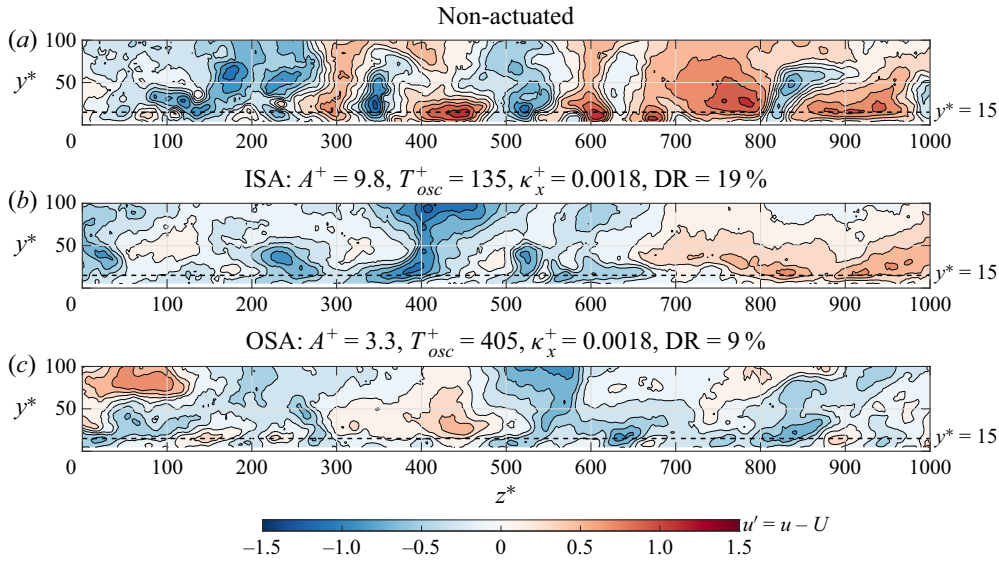 Non-actuated
(a)
100
50
0
y*
y* = 15
0 100 200 300 400 500 600 700 800 900 1000
ISA: A⁺ = 9.8, T⁺osc = 135, κ⁺x = 0.0018, DR = 19 %
(b)
100
50
0
y*
y* = 15
0 100 200 300 400 500 600 700 800 900 1000
OSA: A⁺ = 3.3, T⁺osc = 405, κ⁺x = 0.0018, DR = 9 %
(c)
100
50
0
y*
y* = 15
0 100 200 300 400 500 600 700 800 900 1000
z*
u′ = u – U
–1.5 –1.0 –0.5 0 0.5 1.0 1.5